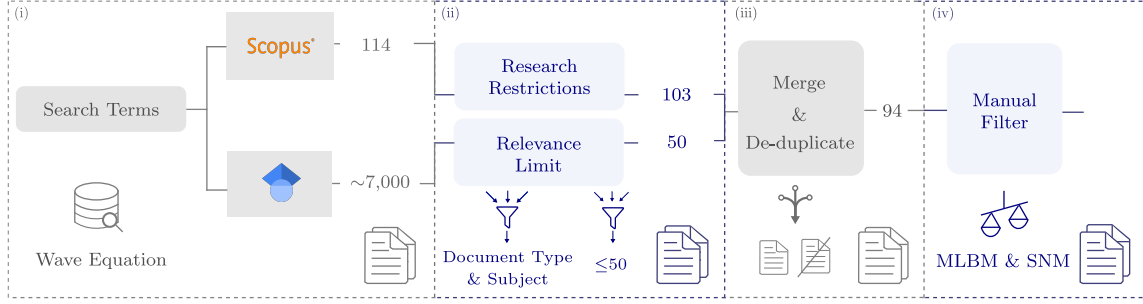 (i)
Search Terms
Scopus®
114
~7,000
Wave Equation
(ii)
Research
Restrictions
103
Relevance
Limit
50
Document Type
& Subject
≤50
(iii)
Merge
&
De-duplicate
94
(iv)
Manual
Filter
MLBM & SNM